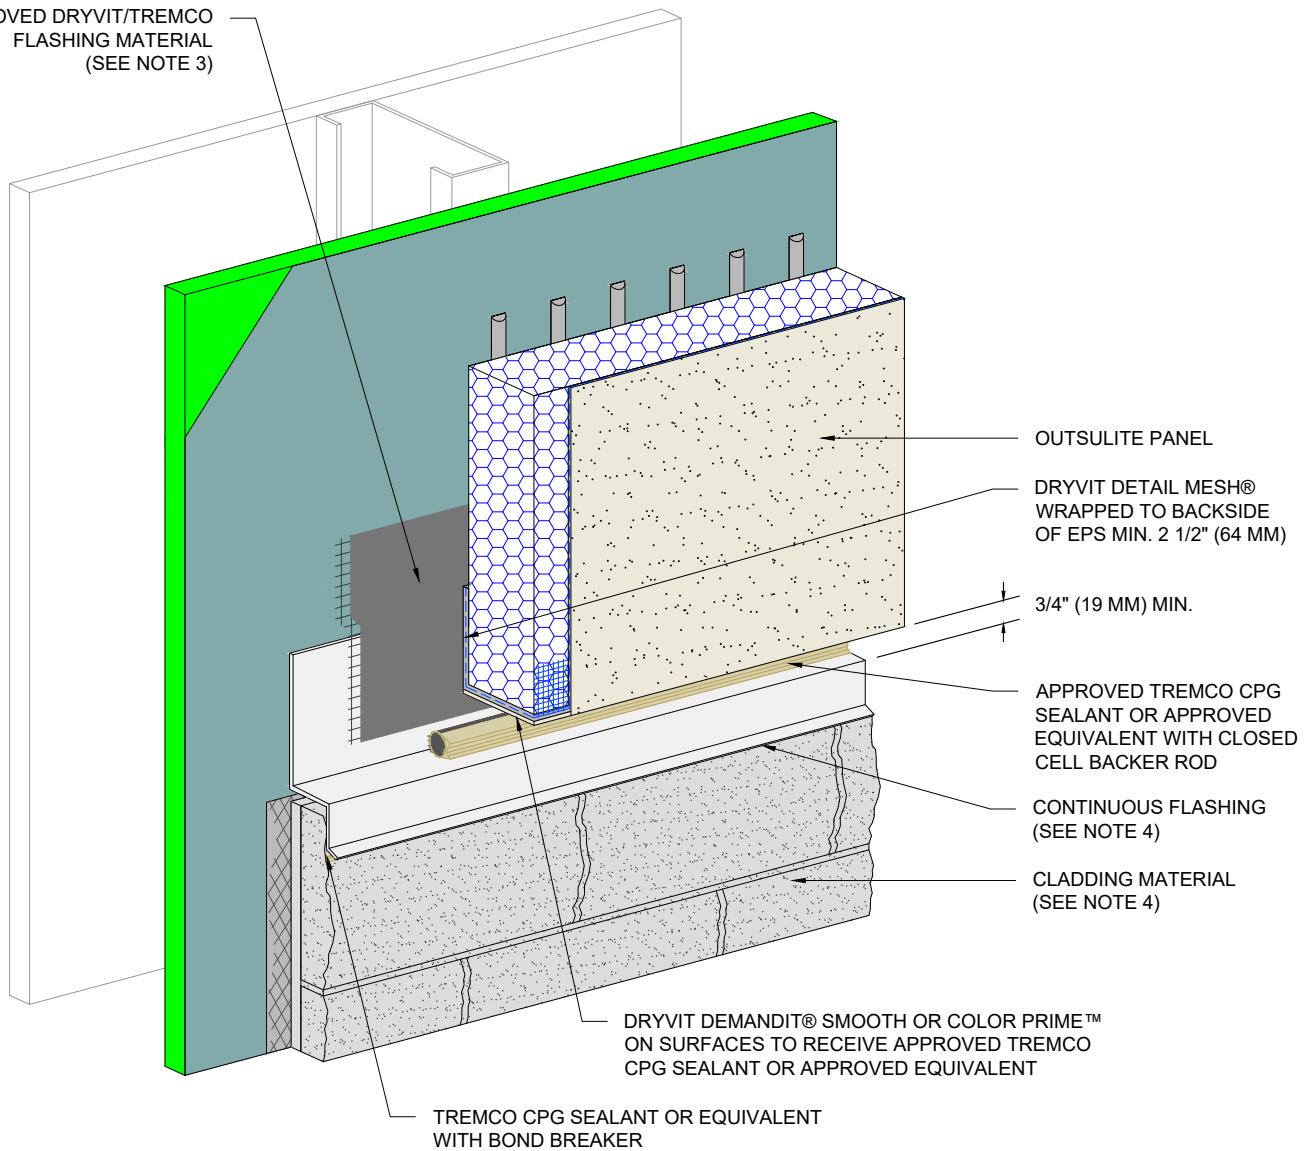 OVED DRYVIT/TREMCO
FLASHING MATERIAL
(SEE NOTE 3)
OUTSULITE PANEL
DRYVIT DETAIL MESH®
WRAPPED TO BACKSIDE
OF EPS MIN. 2 1/2" (64 MM)
3/4" (19 MM) MIN.
APPROVED TREMCO CPG
SEALANT OR APPROVED
EQUIVALENT WITH CLOSED
CELL BACKER ROD
CONTINUOUS FLASHING
(SEE NOTE 4)
CLADDING MATERIAL
(SEE NOTE 4)
DRYVIT DEMANDIT® SMOOTH OR COLOR PRIME™
ON SURFACES TO RECEIVE APPROVED TREMCO
CPG SEALANT OR APPROVED EQUIVALENT
TREMCO CPG SEALANT OR EQUIVALENT
WITH BOND BREAKER